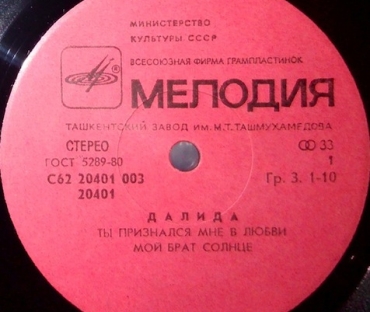 МИНИСТЕРСТВО
КУЛЬТУРЫ СССР
ВСЕСОЮЗНАЯ ФИРМА ГРАМПЛАСТИНОК
МЕЛОДИЯ
ТАШКЕНТСКИЙ ЗАВОД ИМ. М.Т. ТАШМУХАМЕДОВА
СТЕРЕО 33
ГОСТ 5289-80 1
С62 20401 003 Гр. 3. 1-10
20401
ДАЛИДА
ТЫ ПРИЗНАЛСЯ МНЕ В ЛЮБВИ
МОЙ БРАТ СОЛНЦЕ